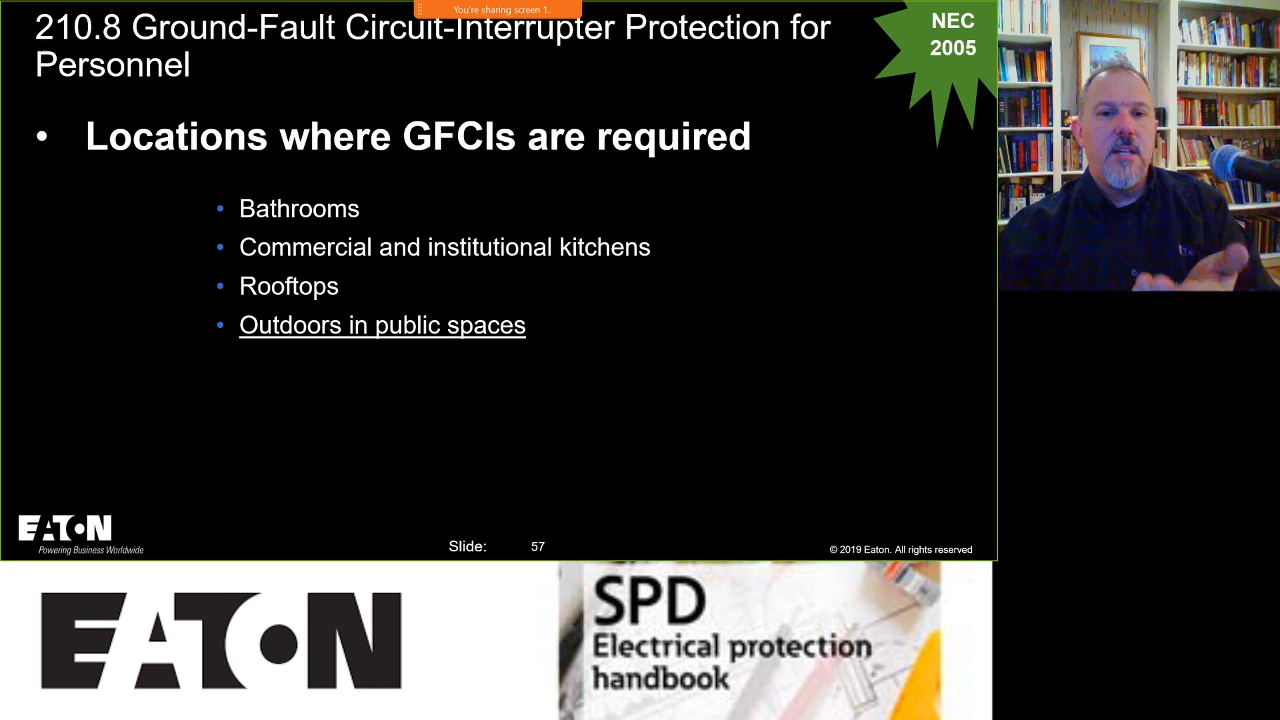 You're sharing screen 1.
210.8 Ground-Fault Circuit-Interrupter Protection for
Personnel
NEC
2005
• Locations where GFCIs are required
• Bathrooms
• Commercial and institutional kitchens
• Rooftops
• Outdoors in public spaces
EATON
Powering Business Worldwide
Slide: 57
© 2019 Eaton. All rights reserved
EATON
SPD
Electrical protection
handbook